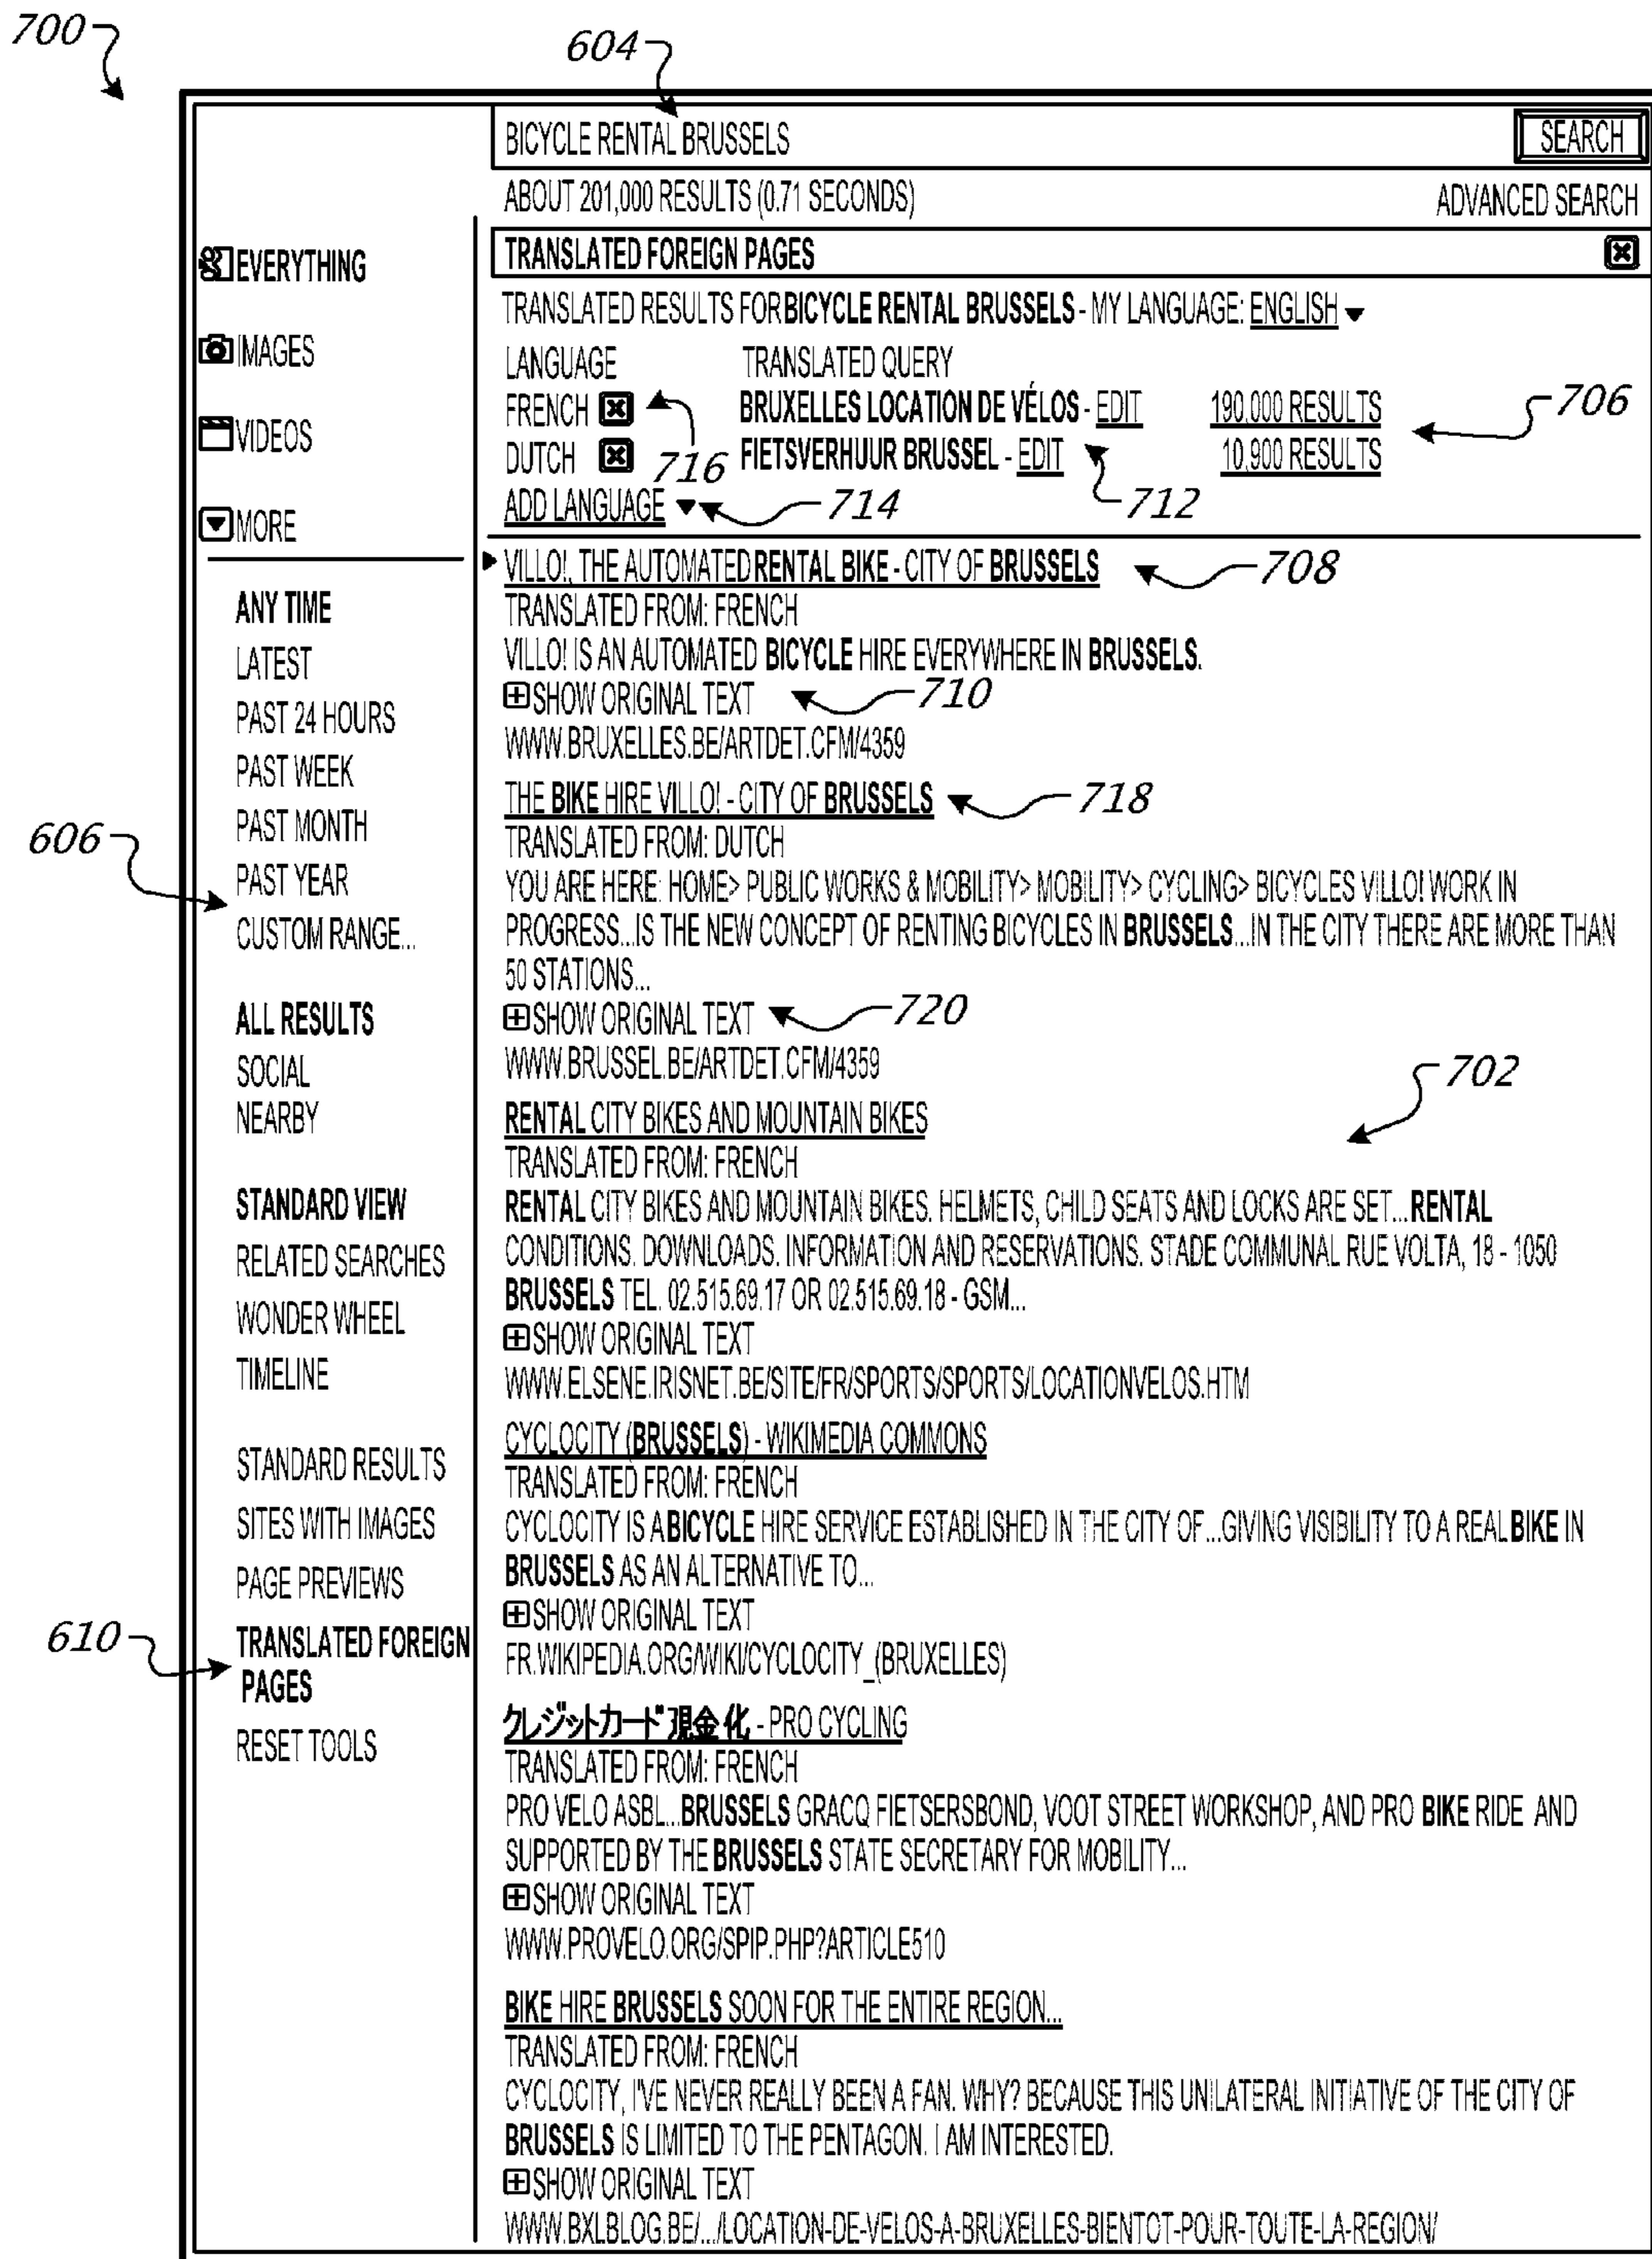 700
604
BICYCLE RENTAL BRUSSELS
SEARCH
ABOUT 201,000 RESULTS (0.71 SECONDS)
ADVANCED SEARCH
EVERYTHING
IMAGES
VIDEOS
MORE
ANY TIME
LATEST
PAST 24 HOURS
PAST WEEK
PAST MONTH
606
PAST YEAR
CUSTOM RANGE...
ALL RESULTS
SOCIAL
NEARBY
STANDARD VIEW
RELATED SEARCHES
WONDER WHEEL
TIMELINE
STANDARD RESULTS
SITES WITH IMAGES
PAGE PREVIEWS
610
TRANSLATED FOREIGN
PAGES
RESET TOOLS
TRANSLATED FOREIGN PAGES
TRANSLATED RESULTS FOR BICYCLE RENTAL BRUSSELS - MY LANGUAGE: ENGLISH
LANGUAGE TRANSLATED QUERY
FRENCH BRUXELLES LOCATION DE VÉLOS - EDIT 190,000 RESULTS 706
DUTCH 716 FIETSVERHUUR BRUSSEL - EDIT 712 10,900 RESULTS
ADD LANGUAGE 714
VILLO!, THE AUTOMATED RENTAL BIKE - CITY OF BRUSSELS 708
TRANSLATED FROM: FRENCH
VILLO! IS AN AUTOMATED BICYCLE HIRE EVERYWHERE IN BRUSSELS.
SHOW ORIGINAL TEXT 710
WWW.BRUXELLES.BE/ARTDET.CFM/4359
THE BIKE HIRE VILLO! - CITY OF BRUSSELS 718
TRANSLATED FROM: DUTCH
YOU ARE HERE: HOME> PUBLIC WORKS & MOBILITY> MOBILITY> CYCLING> BICYCLES VILLO! WORK IN
PROGRESS...IS THE NEW CONCEPT OF RENTING BICYCLES IN BRUSSELS...IN THE CITY THERE ARE MORE THAN
50 STATIONS...
SHOW ORIGINAL TEXT 720
WWW.BRUSSEL.BE/ARTDET.CFM/4359
702
RENTAL CITY BIKES AND MOUNTAIN BIKES
TRANSLATED FROM: FRENCH
RENTAL CITY BIKES AND MOUNTAIN BIKES. HELMETS, CHILD SEATS AND LOCKS ARE SET...RENTAL
CONDITIONS. DOWNLOADS. INFORMATION AND RESERVATIONS. STADE COMMUNAL RUE VOLTA, 18 - 1050
BRUSSELS TEL. 02.515.69.17 OR 02.515.69.18 - GSM...
SHOW ORIGINAL TEXT
WWW.ELSENE.IRISNET.BE/SITE/FR/SPORTS/SPORTS/LOCATIONVELOS.HTM
CYCLOCITY (BRUSSELS) - WIKIMEDIA COMMONS
TRANSLATED FROM: FRENCH
CYCLOCITY IS A BICYCLE HIRE SERVICE ESTABLISHED IN THE CITY OF...GIVING VISIBILITY TO A REAL BIKE IN
BRUSSELS AS AN ALTERNATIVE TO...
SHOW ORIGINAL TEXT
FR.WIKIPEDIA.ORG/WIKI/CYCLOCITY_(BRUXELLES)
クレジットカード現金化 - PRO CYCLING
TRANSLATED FROM: FRENCH
PRO VELO ASBL...BRUSSELS GRACQ FIETSERSBOND, VOOT STREET WORKSHOP, AND PRO BIKE RIDE AND
SUPPORTED BY THE BRUSSELS STATE SECRETARY FOR MOBILITY...
SHOW ORIGINAL TEXT
WWW.PROVELO.ORG/SPIP.PHP?ARTICLE510
BIKE HIRE BRUSSELS SOON FOR THE ENTIRE REGION...
TRANSLATED FROM: FRENCH
CYCLOCITY, I'VE NEVER REALLY BEEN A FAN. WHY? BECAUSE THIS UNILATERAL INITIATIVE OF THE CITY OF
BRUSSELS IS LIMITED TO THE PENTAGON. I AM INTERESTED.
SHOW ORIGINAL TEXT
WWW.BXLBLOG.BE/.../LOCATION-DE-VELOS-A-BRUXELLES-BIENTOT-POUR-TOUTE-LA-REGION/